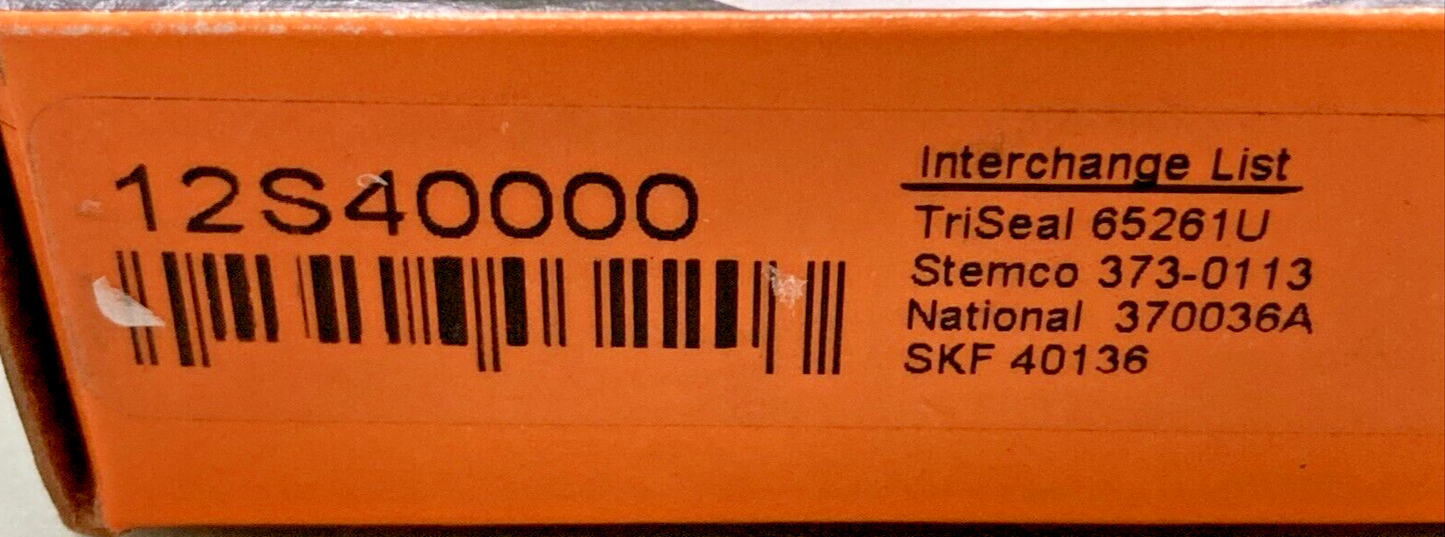 12S40000
Interchange List
TriSeal 65261U
Stemco 373-0113
National 370036A
SKF 40136